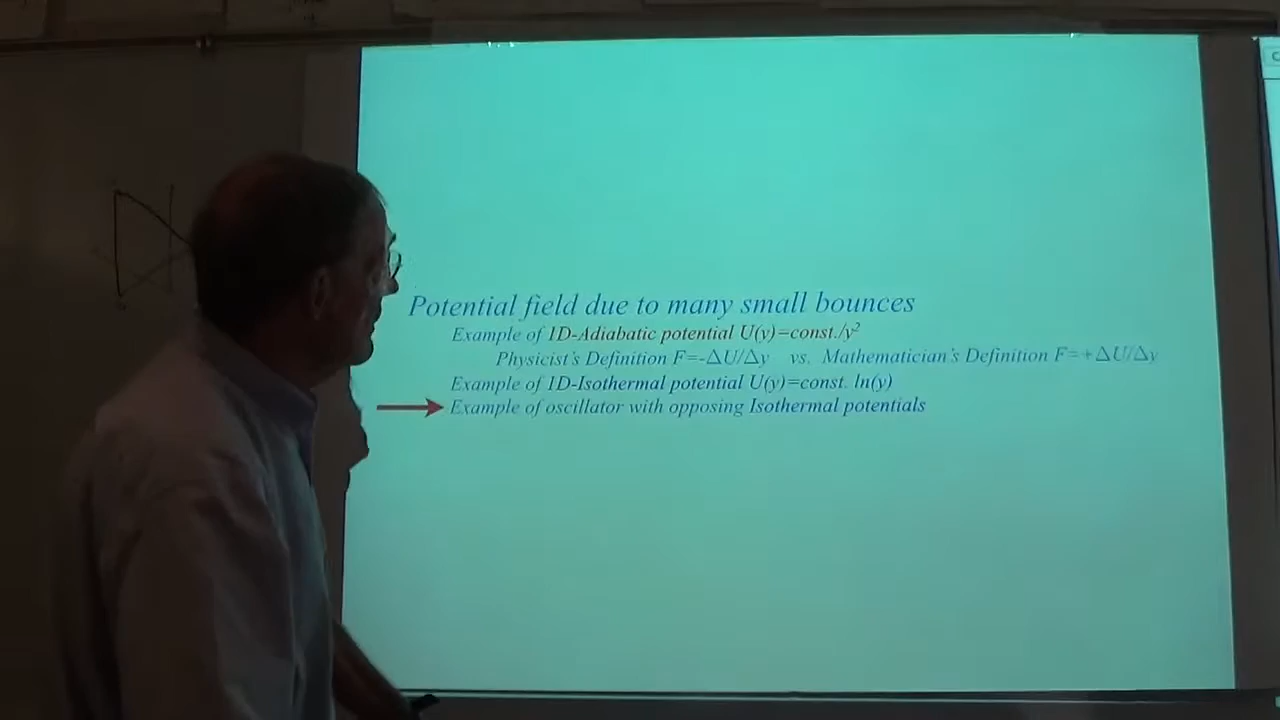 Potential field due to many small bounces
Example of 1D-Adiabatic potential U(y)=const./y²
Physicist's Definition F=-ΔU/Δy vs. Mathematician's Definition F=+ΔU/Δy
Example of 1D-Isothermal potential U(y)=const. ln(y)
Example of oscillator with opposing Isothermal potentials